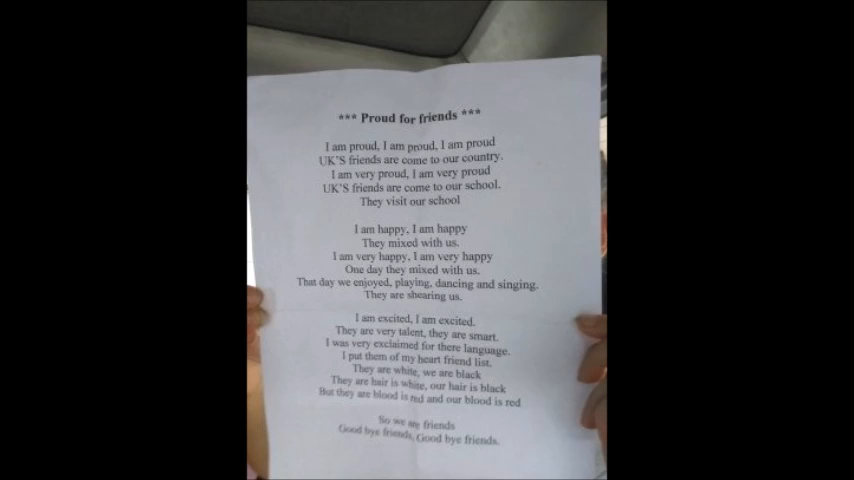 *** Proud for friends ***
I am proud, I am proud, I am proud
UK'S friends are come to our country.
I am very proud, I am very proud
UK'S friends are come to our school.
They visit our school
I am happy, I am happy
They mixed with us.
I am very happy, I am very happy
One day they mixed with us.
That day we enjoyed, playing, dancing and singing.
They are shearing us.
I am excited, I am excited.
They are very talent, they are smart.
I was very exclaimed for there language.
I put them of my heart friend list.
They are white, we are black
They are hair is white, our hair is black
But they are blood is red and our blood is red
So we are friends
Good bye friends, Good bye friends.